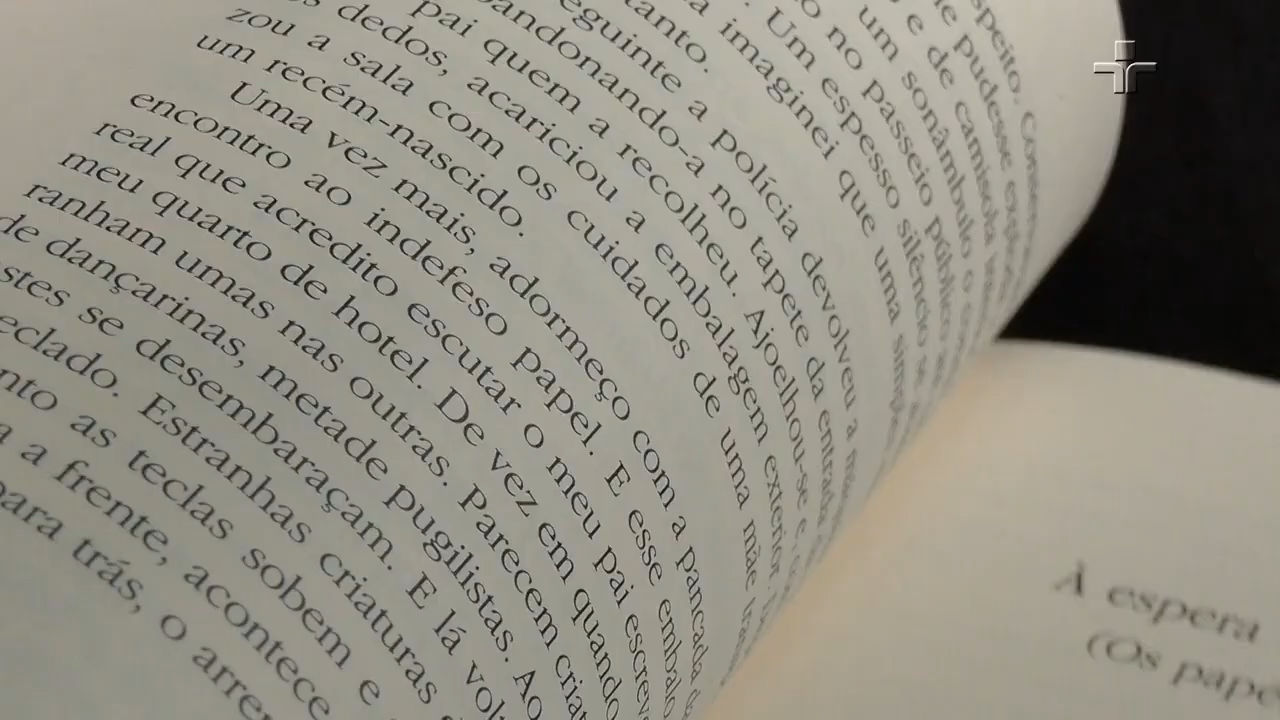 speito.
e pudesse
e de camisola
um sonâmbulo o
o no passeio público
Um espesso silêncio se
a imaginei que uma
tanto.
eguinte a polícia devolveu a
andonando-a no tapete da entrada
pai quem a recolheu. Ajoelhou-se e,
s dedos, acariciou a embalagem exterior.
zou a sala com os cuidados de uma mãe
um recém-nascido.
Uma vez mais, adormeço com a pancada d
encontro ao indefeso papel. E esse embalo
real que acredito escutar o meu pai escrev
meu quarto de hotel. De vez em quando
ranham umas nas outras. Parecem criat
de dançarinas, metade pugilistas. Ao
stes se desembaraçam. E lá vol
eclado. Estranhas criaturas
nto as teclas sobem e
a a frente, acontece
para trás, o arre
À espera
(Os pape